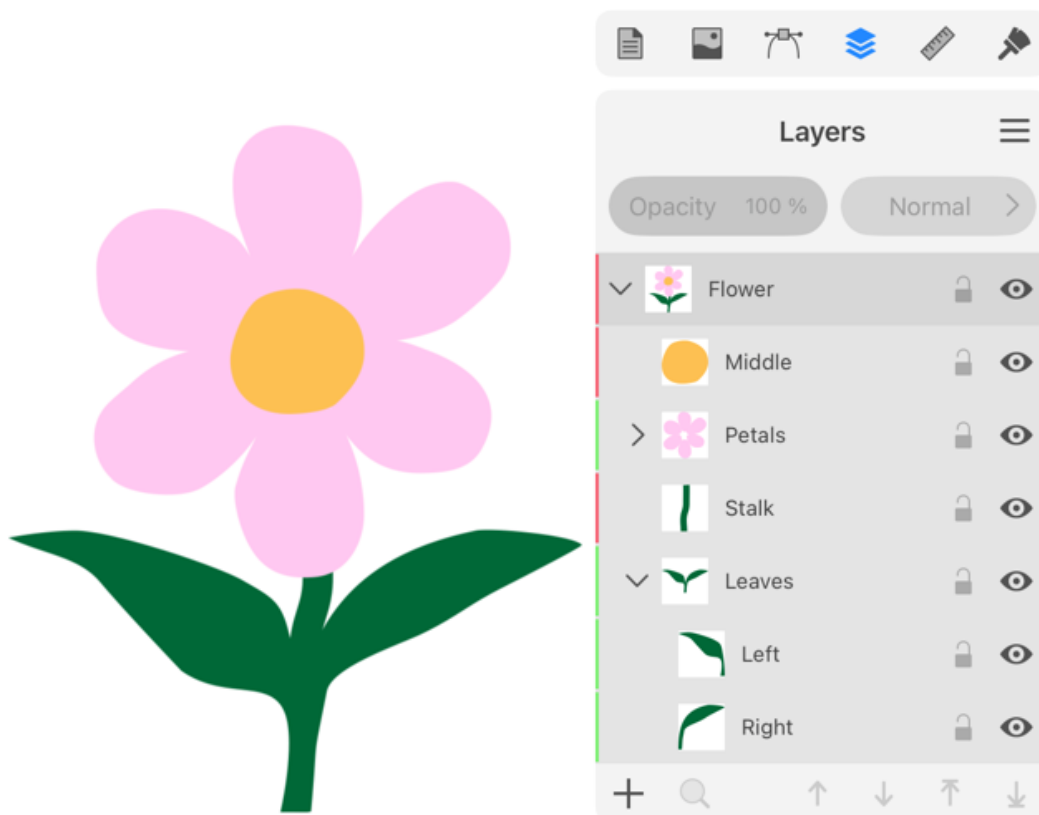 Layers
Opacity 100 % Normal
Flower
Middle
Petals
Stalk
Leaves
Left
Right